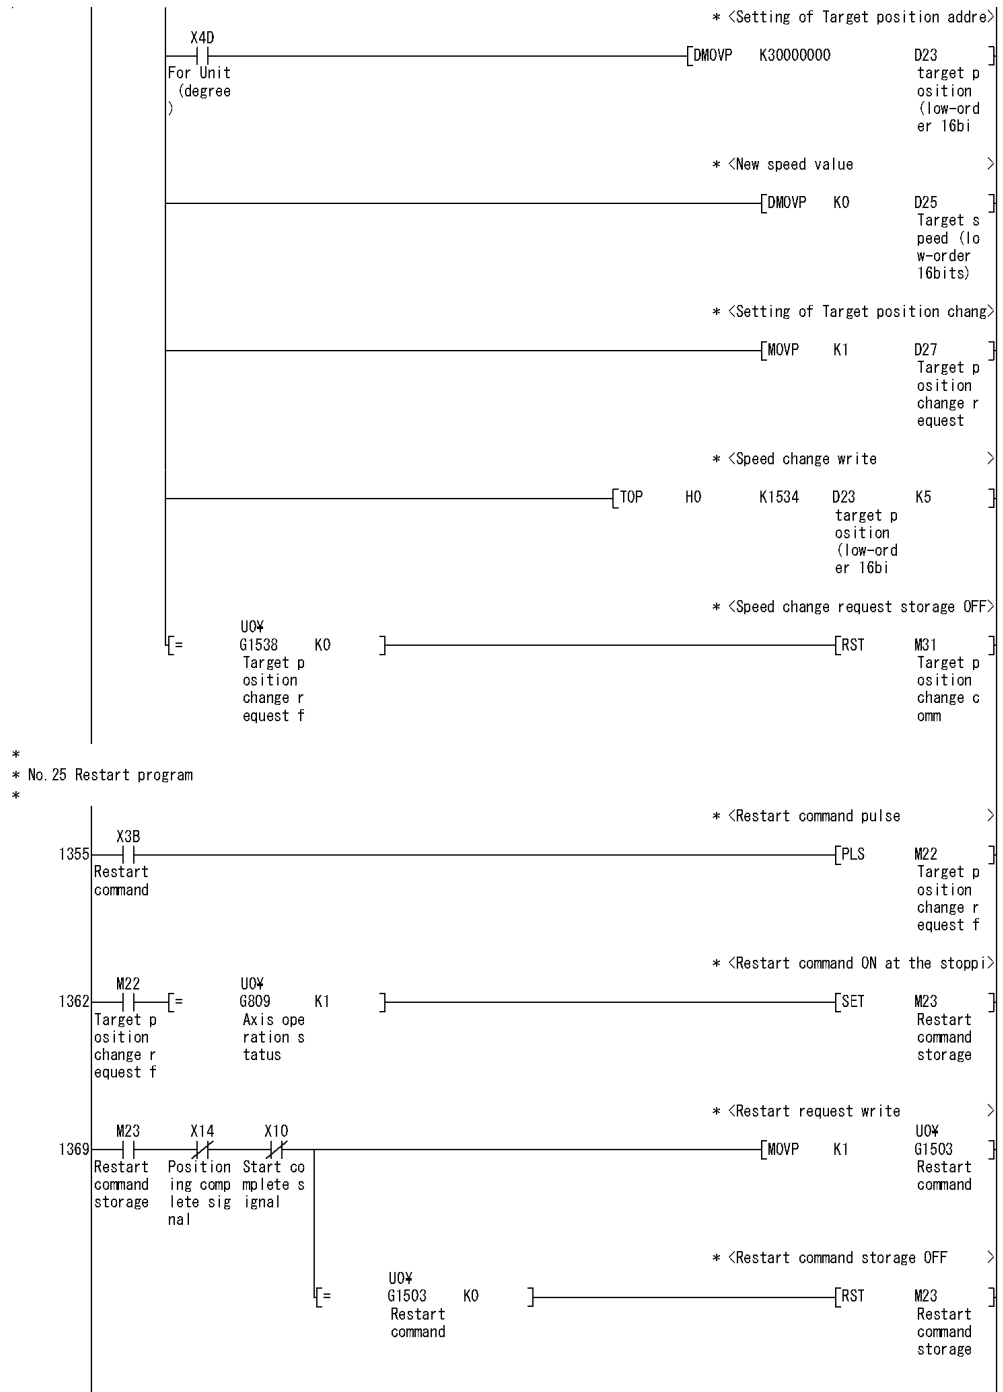 * <Setting of Target position addre>
X4D
[DMOVP K30000000 D23 ]
For Unit
(degree
)
target p
osition
(low-ord
er 16bi
* <New speed value >
[DMOVP K0 D25 ]
Target s
peed (lo
w-order
16bits)
* <Setting of Target position chang>
[MOVP K1 D27 ]
Target p
osition
change r
equest
* <Speed change write >
[TOP H0 K1534 D23 K5 ]
target p
osition
(low-ord
er 16bi
* <Speed change request storage OFF>
U0¥
[= G1538 K0 ] [RST M31 ]
Target p
osition
change r
equest f
Target p
osition
change c
omm
*
* No.25 Restart program
*
* <Restart command pulse >
X3B
1355 [PLS M22 ]
Restart
command
Target p
osition
change r
equest f
* <Restart command ON at the stoppi>
M22 U0¥
1362 [= G809 K1 ] [SET M23 ]
Target p
osition
change r
equest f
Axis ope
ration s
tatus
Restart
command
storage
* <Restart request write >
M23 X14 X10 U0¥
1369 [MOVP K1 G1503 ]
Restart
command
storage
Position
ing comp
lete sig
nal
Start co
mplete s
ignal
Restart
command
* <Restart command storage OFF >
U0¥
[= G1503 K0 ] [RST M23 ]
Restart
command
Restart
command
storage